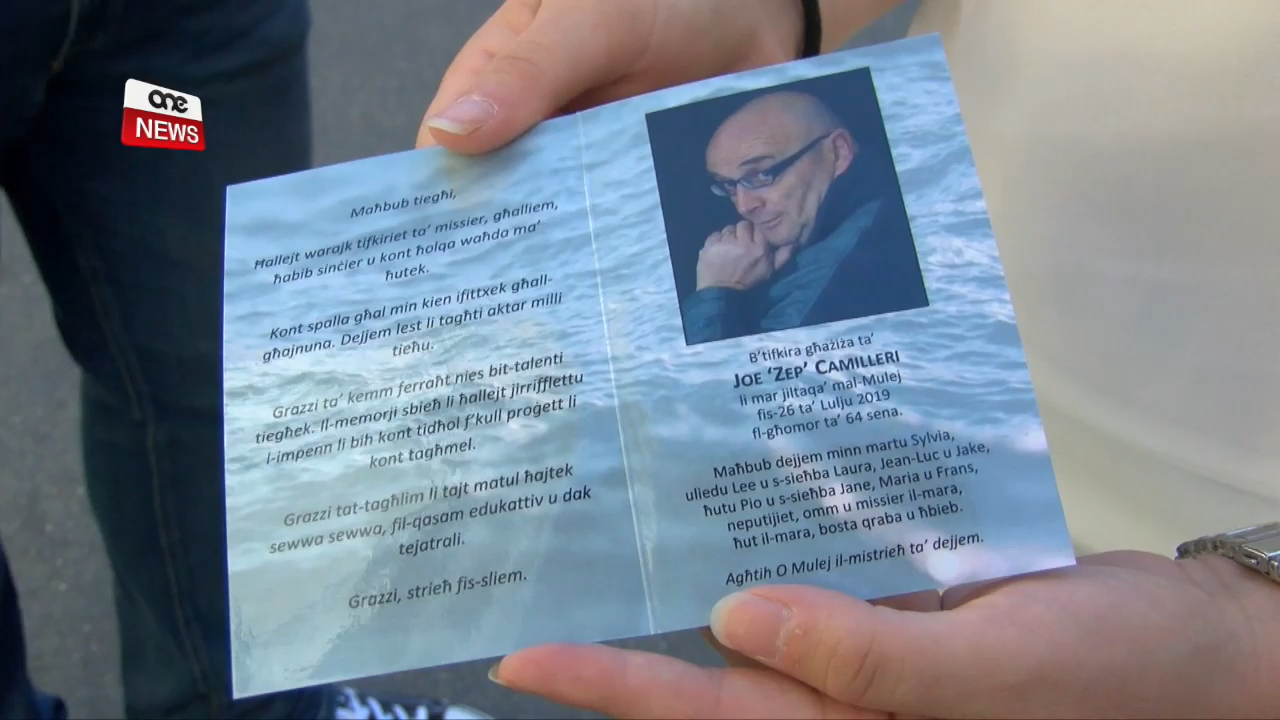 one
NEWS
Maħbub tiegħi,
Ħallejt warajk tifkiriet ta' missier, għalliem,
ħabib sinċier u kont ħolqa waħda ma'
ħutek.
Kont spalla għal min kien ifittxek għall-
għajnuna. Dejjem lest li tagħti aktar milli
tieħu.
Grazzi ta' kemm ferraħt nies bit-talenti
tiegħek. Il-memorji sbieħ li ħallejt jirrifflettu
l-impenn li bih kont tidħol f'kull proġett li
kont tagħmel.
Grazzi tat-tagħlim li tajt matul ħajtek
sewwa sewwa, fil-qasam edukattiv u dak
tejatrali.
Grazzi, strieħ fis-sliem.
B'tifkira għażiża ta'
JOE 'ZEP' CAMILLERI
li mar jiltaqa' mal-Mulej
fis-26 ta' Lulju 2019
fl-għomor ta' 64 sena.
Maħbub dejjem minn martu Sylvia,
uliedu Lee u s-sieħba Laura, Jean-Luc u Jake,
ħutu Pio u s-sieħba Jane, Maria u Frans,
neputijiet, omm u missier il-mara,
ħut il-mara, bosta qraba u ħbieb.
Agħtih O Mulej il-mistrieħ ta' dejjem.